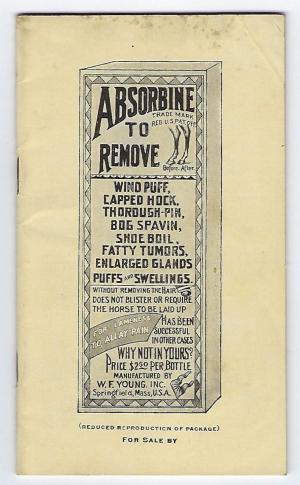 ABSORBINE
TRADE MARK
REG. U.S. PAT. OFF.
TO
REMOVE
Before. After.
WIND PUFF,
CAPPED HOCK,
THOROUGH-PIN,
BOG SPAVIN,
SHOE BOIL,
FATTY TUMORS,
ENLARGED GLANDS
PUFFS AND SWELLINGS.
WITHOUT REMOVING THE HAIR
DOES NOT BLISTER OR REQUIRE
THE HORSE TO BE LAID UP
FOR LAMENESS
TO ALLAY PAIN
HAS BEEN
SUCCESSFUL
IN OTHER CASES
WHY NOT IN YOURS?
PRICE $2.50 PER BOTTLE
MANUFACTURED BY
W. F. YOUNG, INC.
Springfield, Mass, U.S.A.
(REDUCED REPRODUCTION OF PACKAGE)
FOR SALE BY